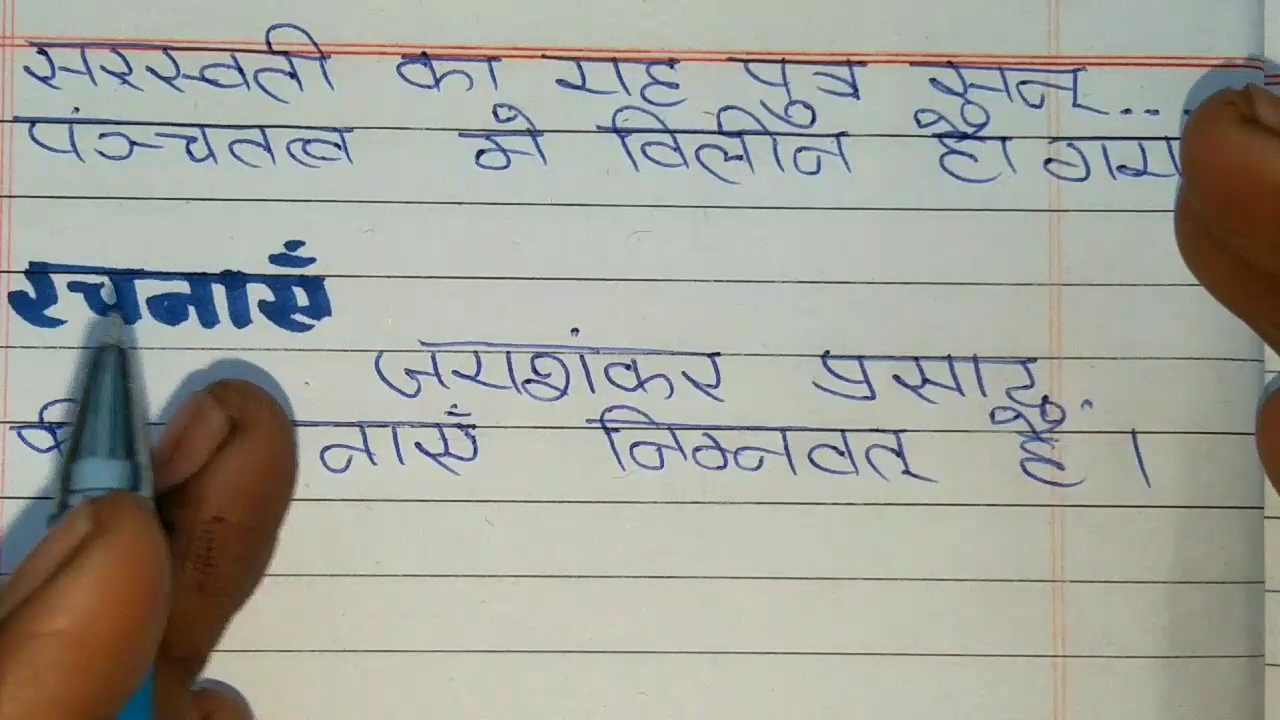 सरस्वती का यह पुत्र सन् ...
पंञ्चतत्व में विलीन हो गया
रचनाएँ
जयशंकर प्रसाद
नाएँ निम्नवत् हैं।